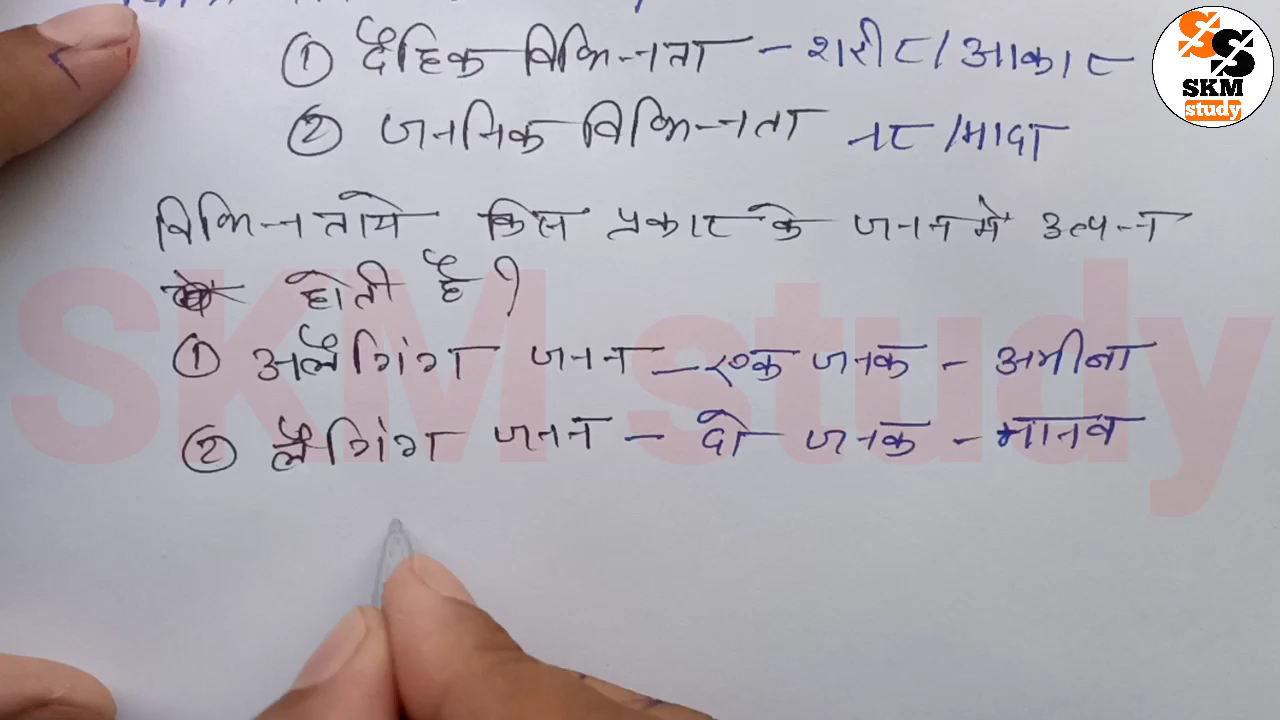 ① दैहिक विभिन्नता – शरीर/आकार
② जननिक विभिन्नता नर/मादा
विभिन्नताये किस प्रकार के जनन मे उत्पन्न
होती है?
① अलैगिंग जनन – एक जनक – अमीबा
② लैगिंग जनन – दो जनक – मानव
SKM
study
SKM study